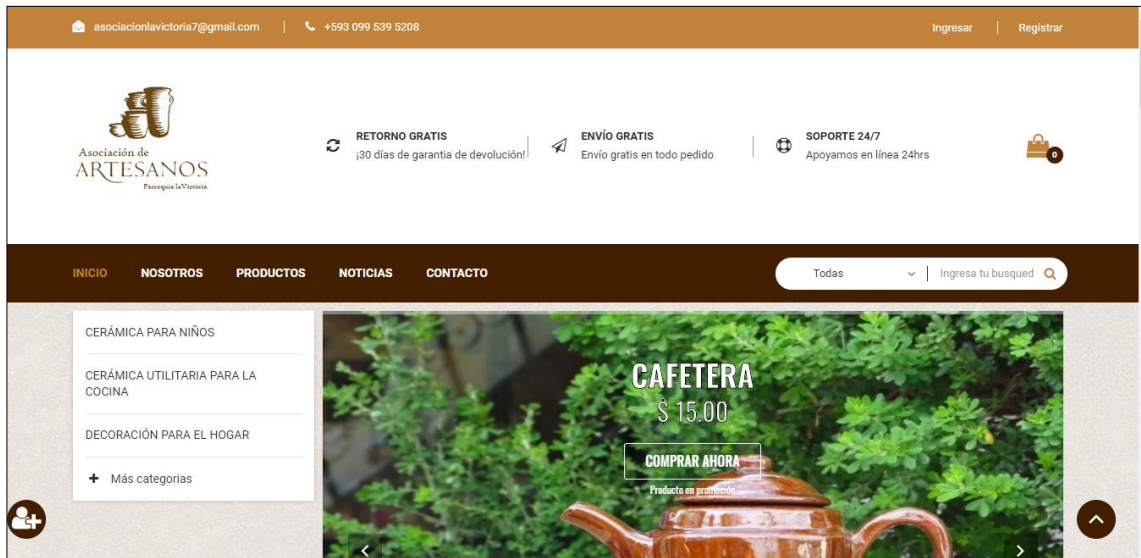 asociacionlavictoria7@gmail.com | +593 099 539 5208
Ingresar | Registrar
Asociación de
ARTESANOS
Parroquia la Victoria
RETORNO GRATIS
¡30 días de garantia de devolución!
ENVÍO GRATIS
Envío gratis en todo pedido
SOPORTE 24/7
Apoyamos en línea 24hrs
0
INICIO NOSOTROS PRODUCTOS NOTICIAS CONTACTO
Todas | Ingresa tu busqued
CERÁMICA PARA NIÑOS
CERÁMICA UTILITARIA PARA LA
COCINA
DECORACIÓN PARA EL HOGAR
+ Más categorias
CAFETERA
$ 15.00
COMPRAR AHORA
Producto en promoción